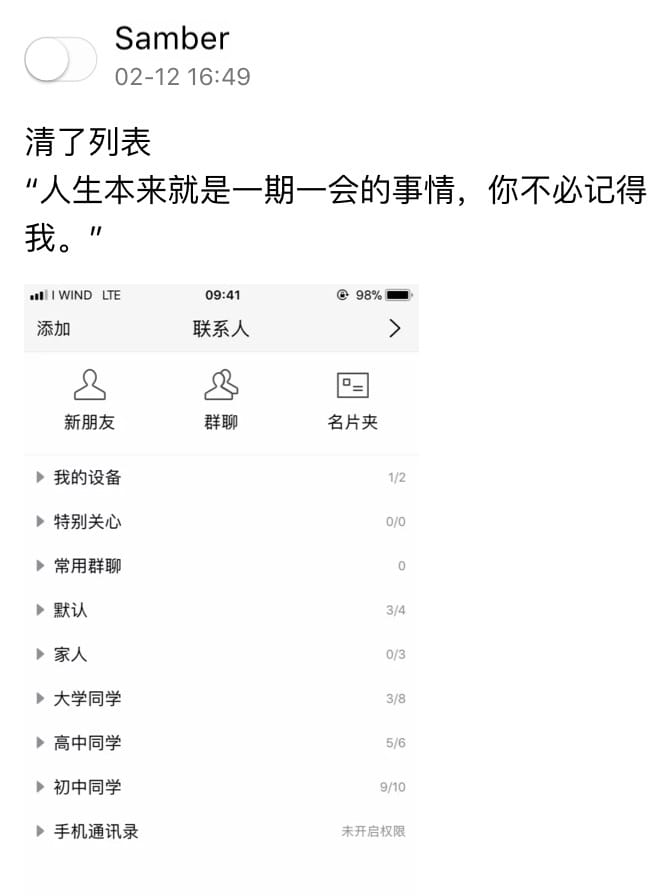 Samber
02-12 16:49
清了列表
“人生本来就是一期一会的事情，你不必记得
我。”
I WIND LTE 09:41 98%
添加 联系人
新朋友 群聊 名片夹
我的设备 1/2
特别关心 0/0
常用群聊 0
默认 3/4
家人 0/3
大学同学 3/8
高中同学 5/6
初中同学 9/10
手机通讯录 未开启权限